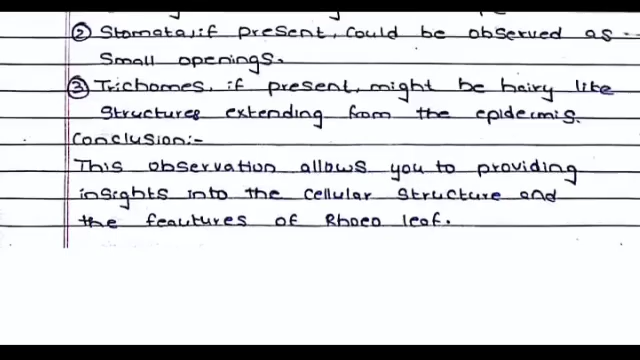 ② Stomata, if present, could be observed as
small openings.
③ Trichomes, if present, might be hairy like
structures extending from the epidermis.
Conclusion:-
This observation allows you to providing
insights into the cellular structure and
the feautures of Rhoeo leaf.